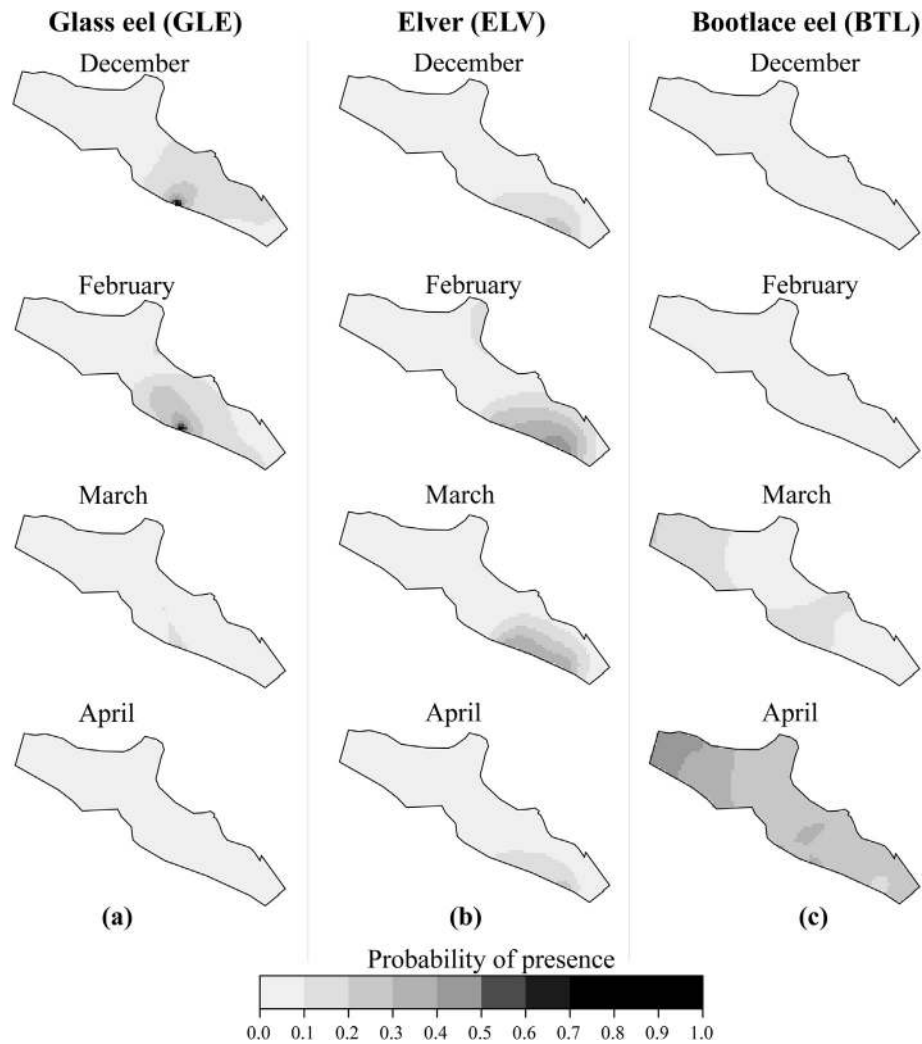 Glass eel (GLE) Elver (ELV) Bootlace eel (BTL)
December December December
February February February
March March March
April April April
(a) (b) (c)
Probability of presence
0.0 0.1 0.2 0.3 0.4 0.5 0.6 0.7 0.8 0.9 1.0